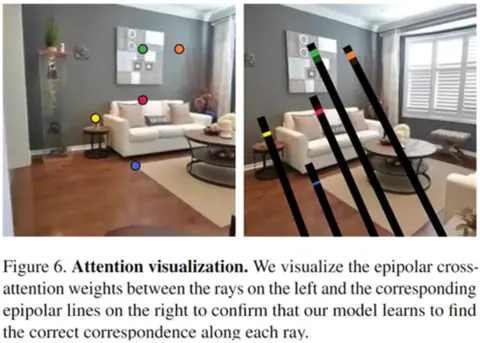 Figure 6. Attention visualization. We visualize the epipolar cross-
attention weights between the rays on the left and the corresponding
epipolar lines on the right to confirm that our model learns to find
the correct correspondence along each ray.